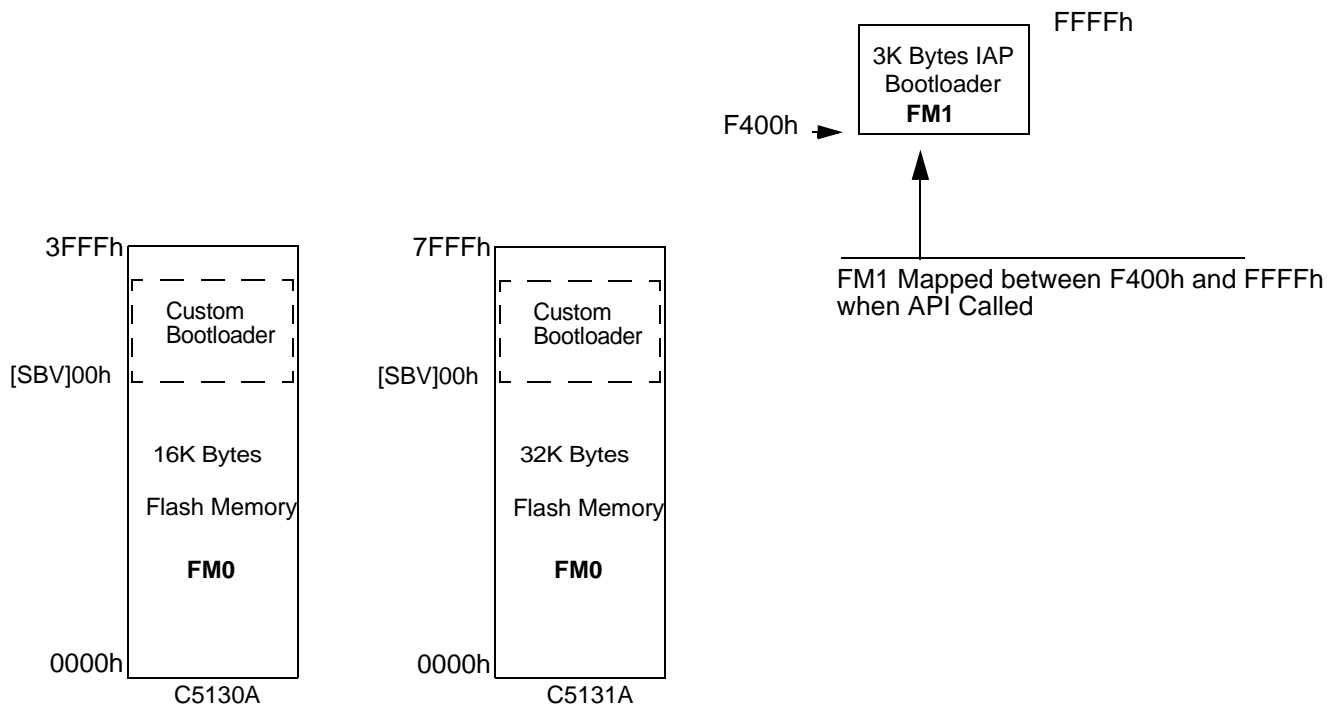 FFFFh
3K Bytes IAP
Bootloader
FM1
F400h
FM1 Mapped between F400h and FFFFh
when API Called
3FFFh
Custom
Bootloader
[SBV]00h
16K Bytes
Flash Memory
FM0
0000h
C5130A
7FFFh
Custom
Bootloader
[SBV]00h
32K Bytes
Flash Memory
FM0
0000h
C5131A